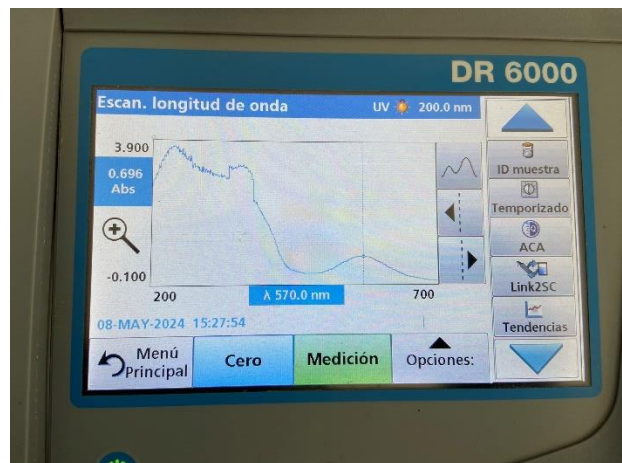 DR 6000
Escan. longitud de onda UV 200.0 nm
3.900
0.696
Abs
-0.100
200 λ 570.0 nm 700
08-MAY-2024 15:27:54
ID muestra
Temporizado
ACA
Link2SC
Tendencias
Menú
Principal
Cero
Medición
Opciones: